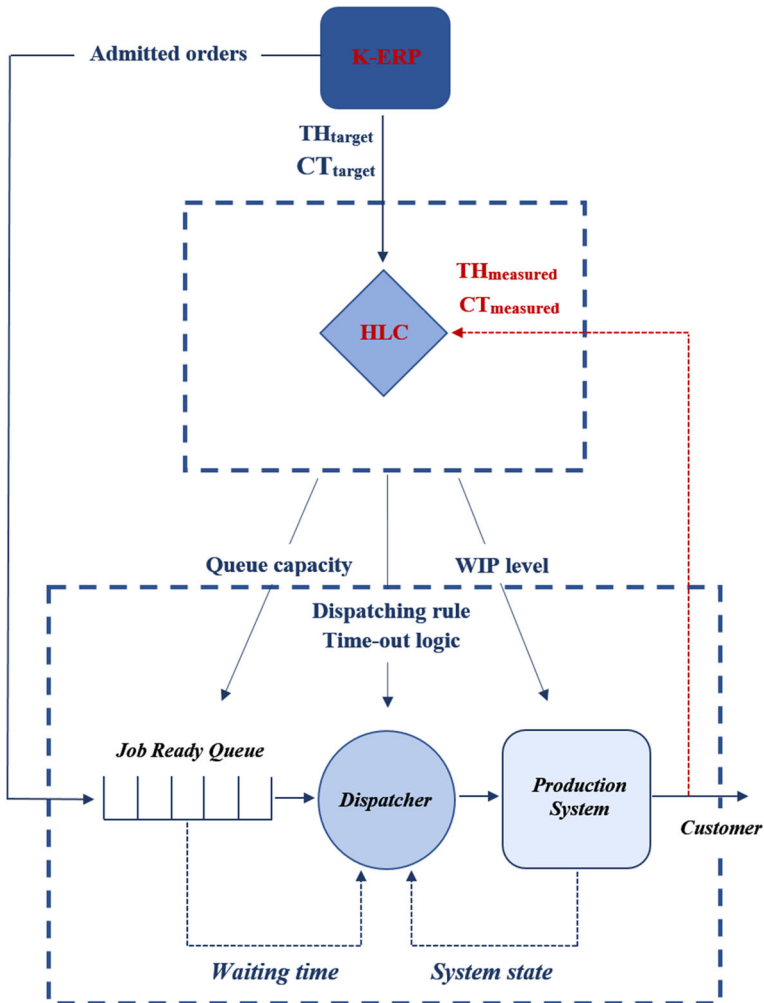 Admitted orders
K-ERP
THtarget
CTtarget
THmeasured
CTmeasured
HLC
Queue capacity
WIP level
Dispatching rule
Time-out logic
Job Ready Queue
Dispatcher
Production
System
Customer
Waiting time
System state